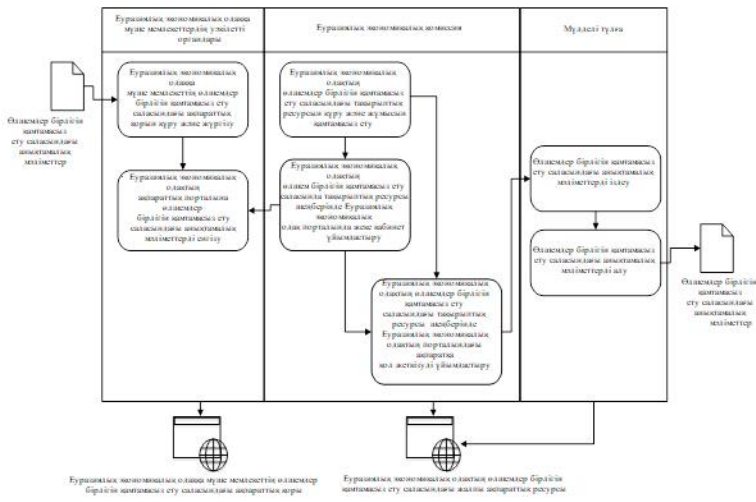 Еуразиялық экономикалық одаққа
мүше мемлекеттердің уәкілетті
органдары
Еуразиялық экономикалық комиссия
Мүдделі тұлға
Өлшемдер бірлігін
қамтамасыз
ету саласындағы
анықтамалық
мәліметтер
Еуразиялық экономикалық
одаққа
мүше мемлекеттің өлшемдер
бірлігін қамтамасыз ету
саласындағы ақпараттық
қорын құру және жүргізу
Еуразиялық экономикалық
одақтың
ақпараттық порталына
өлшемдер
бірлігін қамтамасыз ету
саласындағы анықтамалық
мәліметтерді енгізу
Еуразиялық экономикалық
одақтың
өлшемдер бірлігін қамтамасыз
ету саласындағы тақырыптық
ресурсын құру және жұмысын
қамтамасыз ету
Еуразиялық экономикалық
одақтың
өлшем бірлігін қамтамасыз ету
саласында тақырыптық ресурсы
шеңберінде Еуразиялық
экономикалық
одақ порталында жеке кабинет
ұйымдастыру
Еуразиялық экономикалық
одақтың өлшемдер бірлігін
қамтамасыз ету
саласындағы тақырыптық
ресурсы шеңберінде
Еуразиялық экономикалық
одақтың порталындағы
ақпаратқа
қол жеткізуді ұйымдастыру
Өлшемдер бірлігін қамтамасыз
ету саласындағы анықтамалық
мәліметтерді іздеу
Өлшемдер бірлігін қамтамасыз
ету саласындағы анықтамалық
мәліметтерді алу
Өлшемдер бірлігін
қамтамасыз
ету саласындағы
анықтамалық
мәліметтер
Еуразиялық экономикалық одаққа мүше мемлекеттің өлшемдер
бірлігін қамтамасыз ету саласындағы ақпараттық қоры
Еуразиялық экономикалық одақтың өлшемдер бірлігін
қамтамасыз ету саласындағы жалпы ақпараттық ресурсы